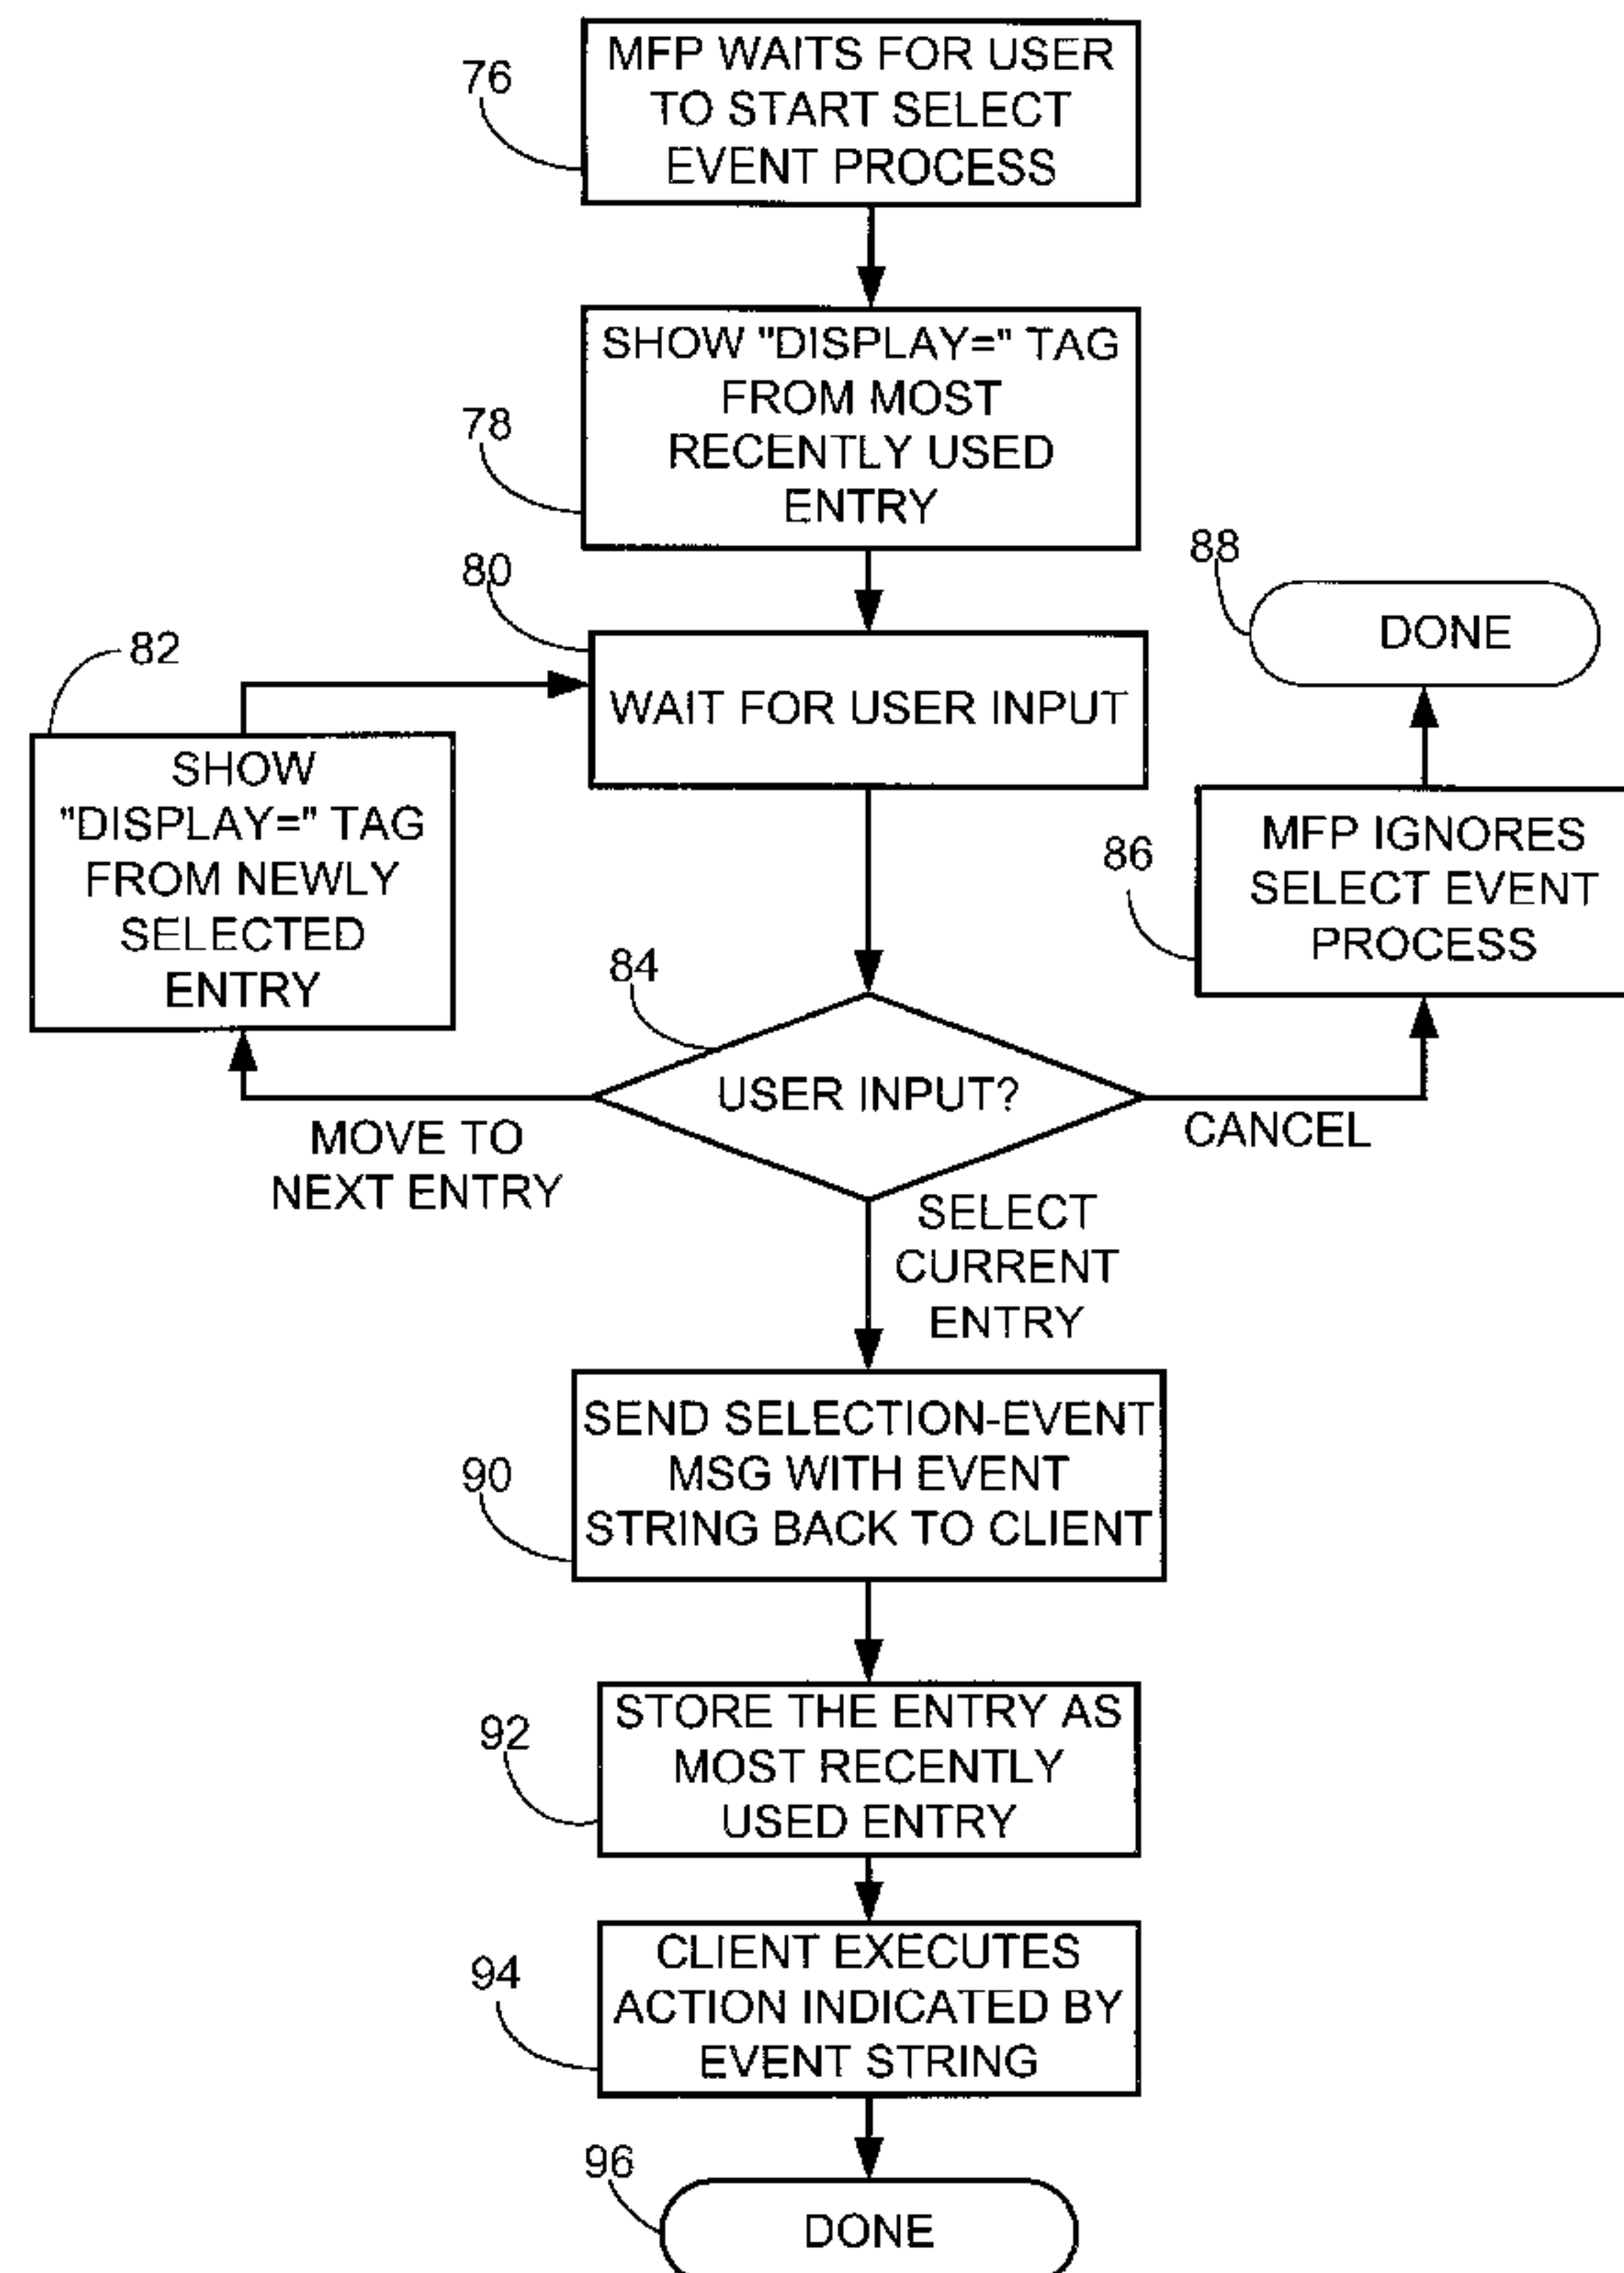 76
MFP WAITS FOR USER
TO START SELECT
EVENT PROCESS
78
SHOW "DISPLAY=" TAG
FROM MOST
RECENTLY USED
ENTRY
80
WAIT FOR USER INPUT
88
DONE
82
SHOW
"DISPLAY=" TAG
FROM NEWLY
SELECTED
ENTRY
86
MFP IGNORES
SELECT EVENT
PROCESS
84
USER INPUT?
MOVE TO
NEXT ENTRY
CANCEL
SELECT
CURRENT
ENTRY
90
SEND SELECTION-EVENT
MSG WITH EVENT
STRING BACK TO CLIENT
92
STORE THE ENTRY AS
MOST RECENTLY
USED ENTRY
94
CLIENT EXECUTES
ACTION INDICATED BY
EVENT STRING
96
DONE